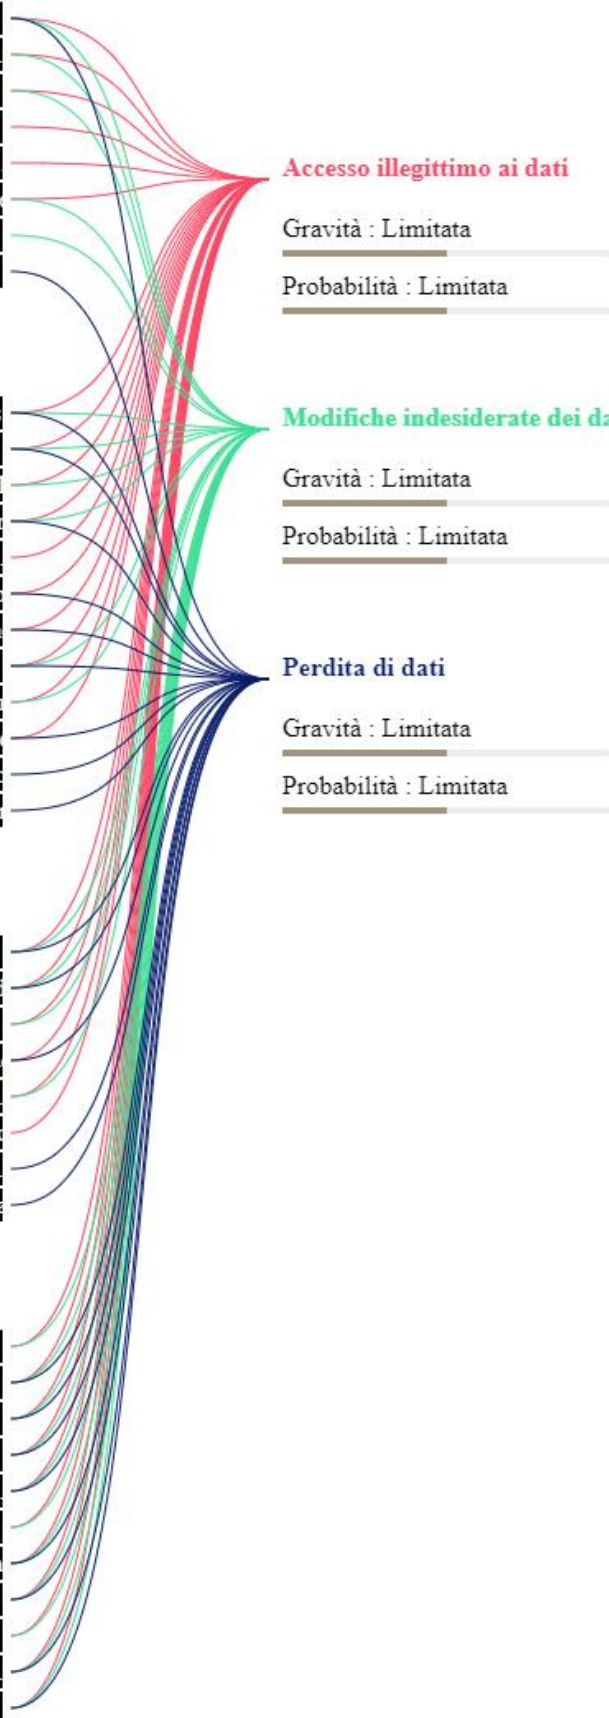 Accesso illegittimo ai dati
Gravità : Limitata
Probabilità : Limitata
Modifiche indesiderate dei
Gravità : Limitata
Probabilità : Limitata
Perdita di dati
Gravità : Limitata
Probabilità : Limitata